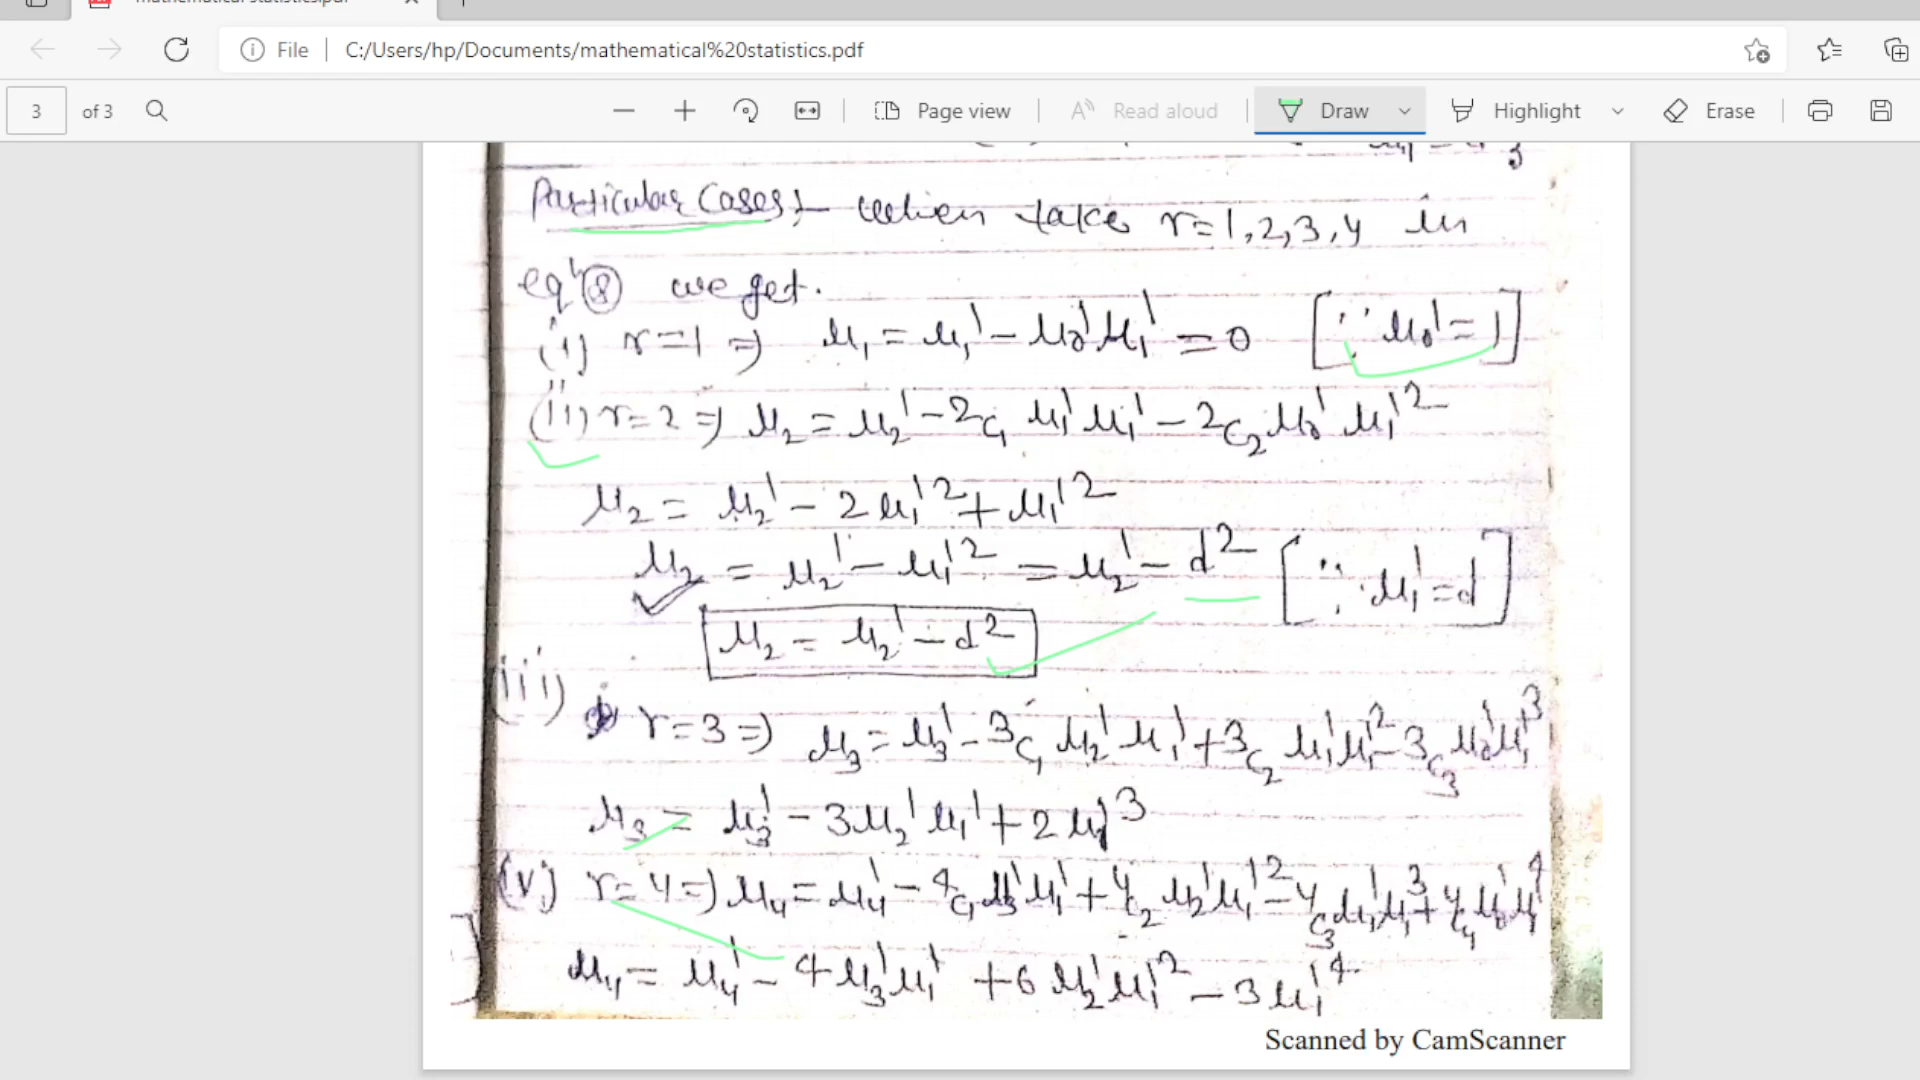 mathematical statistics.pdf
File C:/Users/hp/Documents/mathematical%20statistics.pdf
3 of 3 Page view Read aloud Draw Highlight Erase
Particular Cases:- When take r=1,2,3,4 in
eqⁿ ⑧ we get.
(i) r=1 ⇒ μ₁ = μ₁' - μ₀'μ₁' = 0 [∵ μ₀' = 1]
(ii) r=2 ⇒ μ₂ = μ₂' - 2c₁ μ₁'μ₁' - 2c₂ μ₀'μ₁'²
μ₂ = μ₂' - 2μ₁'² + μ₁'²
μ₂ = μ₂' - μ₁'² = μ₂' - d² [∵ μ₁' = d]
μ₂ = μ₂' - d²
(iii) r=3 ⇒ μ₃ = μ₃' - 3c₁ μ₂'μ₁' + 3c₂ μ₁'μ₁'² - 3c₃ μ₀'μ₁'³
μ₃ = μ₃' - 3μ₂'μ₁' + 2μ₁'³
(v) r=4 ⇒ μ₄ = μ₄' - 4c₁ μ₃'μ₁' + 4c₂ μ₂'μ₁'² - 4c₃ μ₁'μ₁'³ + 4c₄ μ₀'μ₁'⁴
μ₄ = μ₄' - 4μ₃'μ₁' + 6μ₂'μ₁'² - 3μ₁'⁴
Scanned by CamScanner